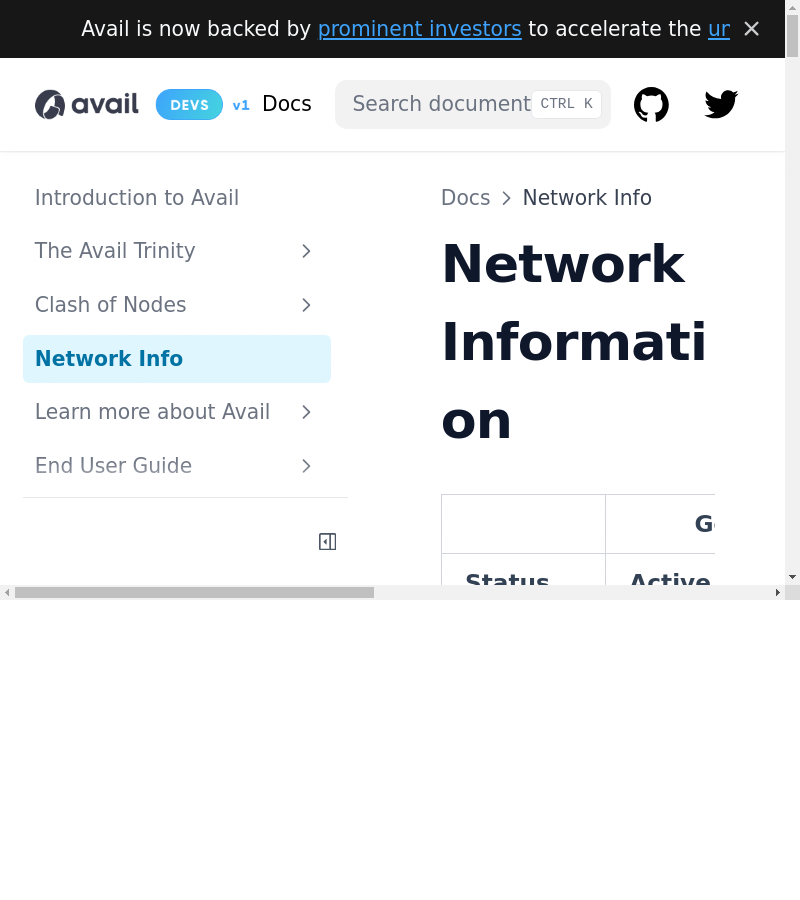 Avail is now backed by prominent investors to accelerate the ur
avail DEVS v1 Docs Search document CTRL K
Introduction to Avail
The Avail Trinity
Clash of Nodes
Network Info
Learn more about Avail
End User Guide
Docs > Network Info
Network
Informati
on
Status Active